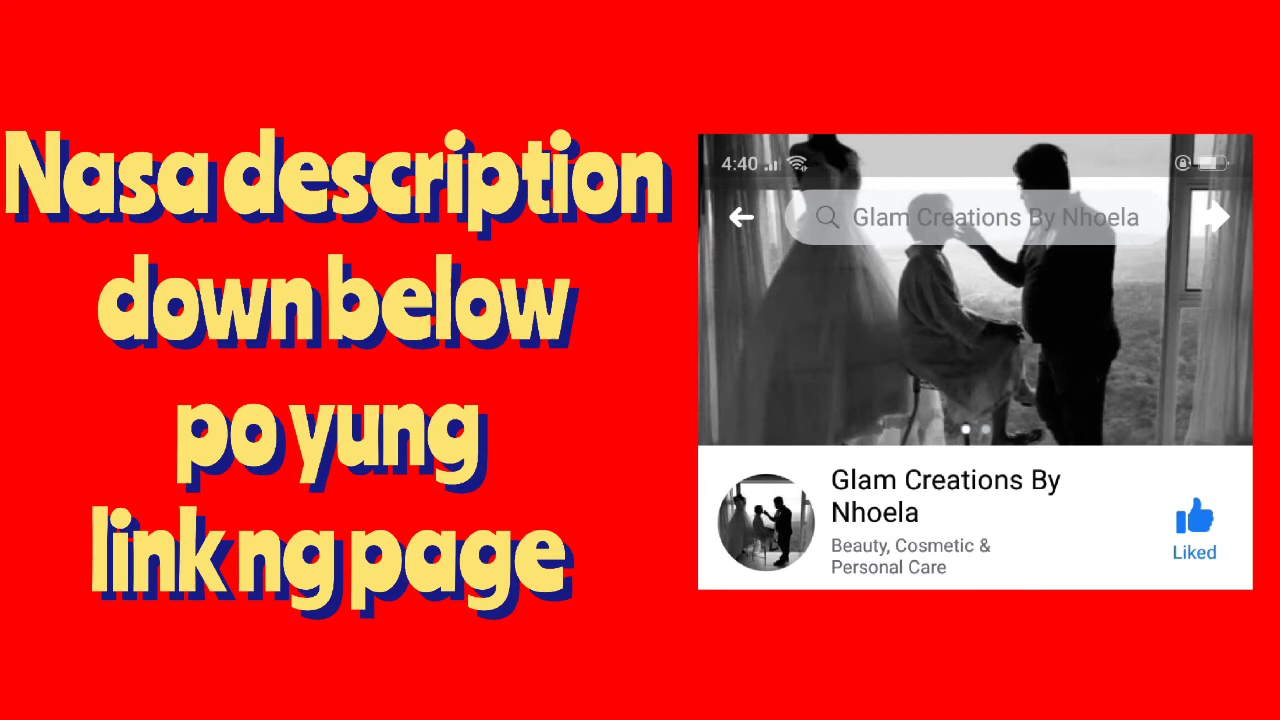 Nasa description
down below
po yung
link ng page
4:40
Glam Creations By Nhoela
Glam Creations By
Nhoela
Beauty, Cosmetic &
Personal Care
Liked